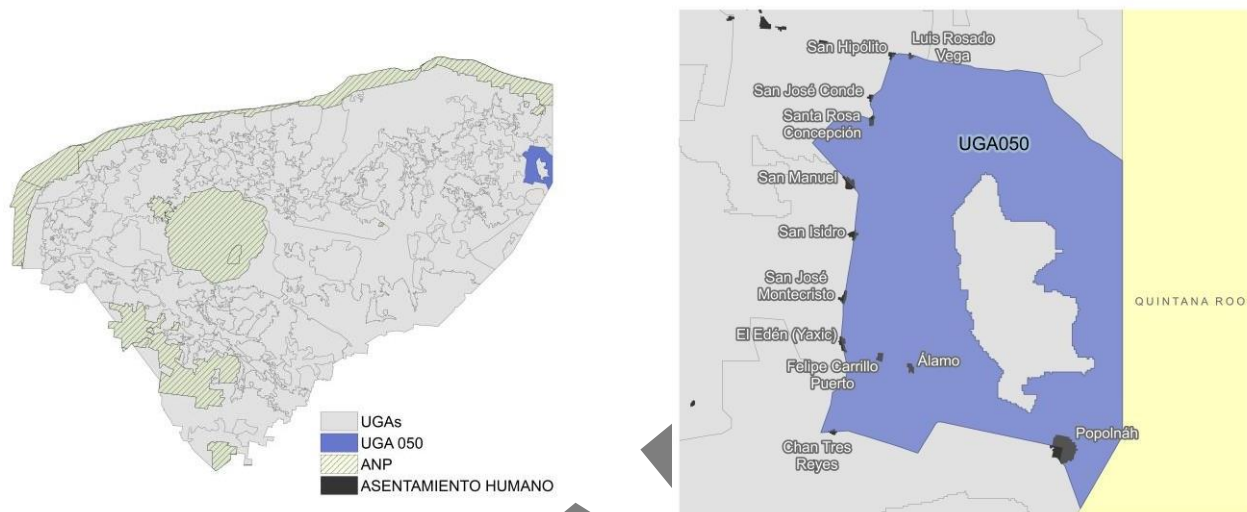 UGAs
UGA 050
ANP
ASENTAMIENTO HUMANO
San Hipólito
Luis Rosado
Vega
San José Conde
Santa Rosa
Concepción
UGA050
San Manuel
San Isidro
San José
Montecristo
QUINTANA ROO
El Edén (Yaxic)
Felipe Carrillo
Puerto
Álamo
Chan Tres
Reyes
Popolnáh